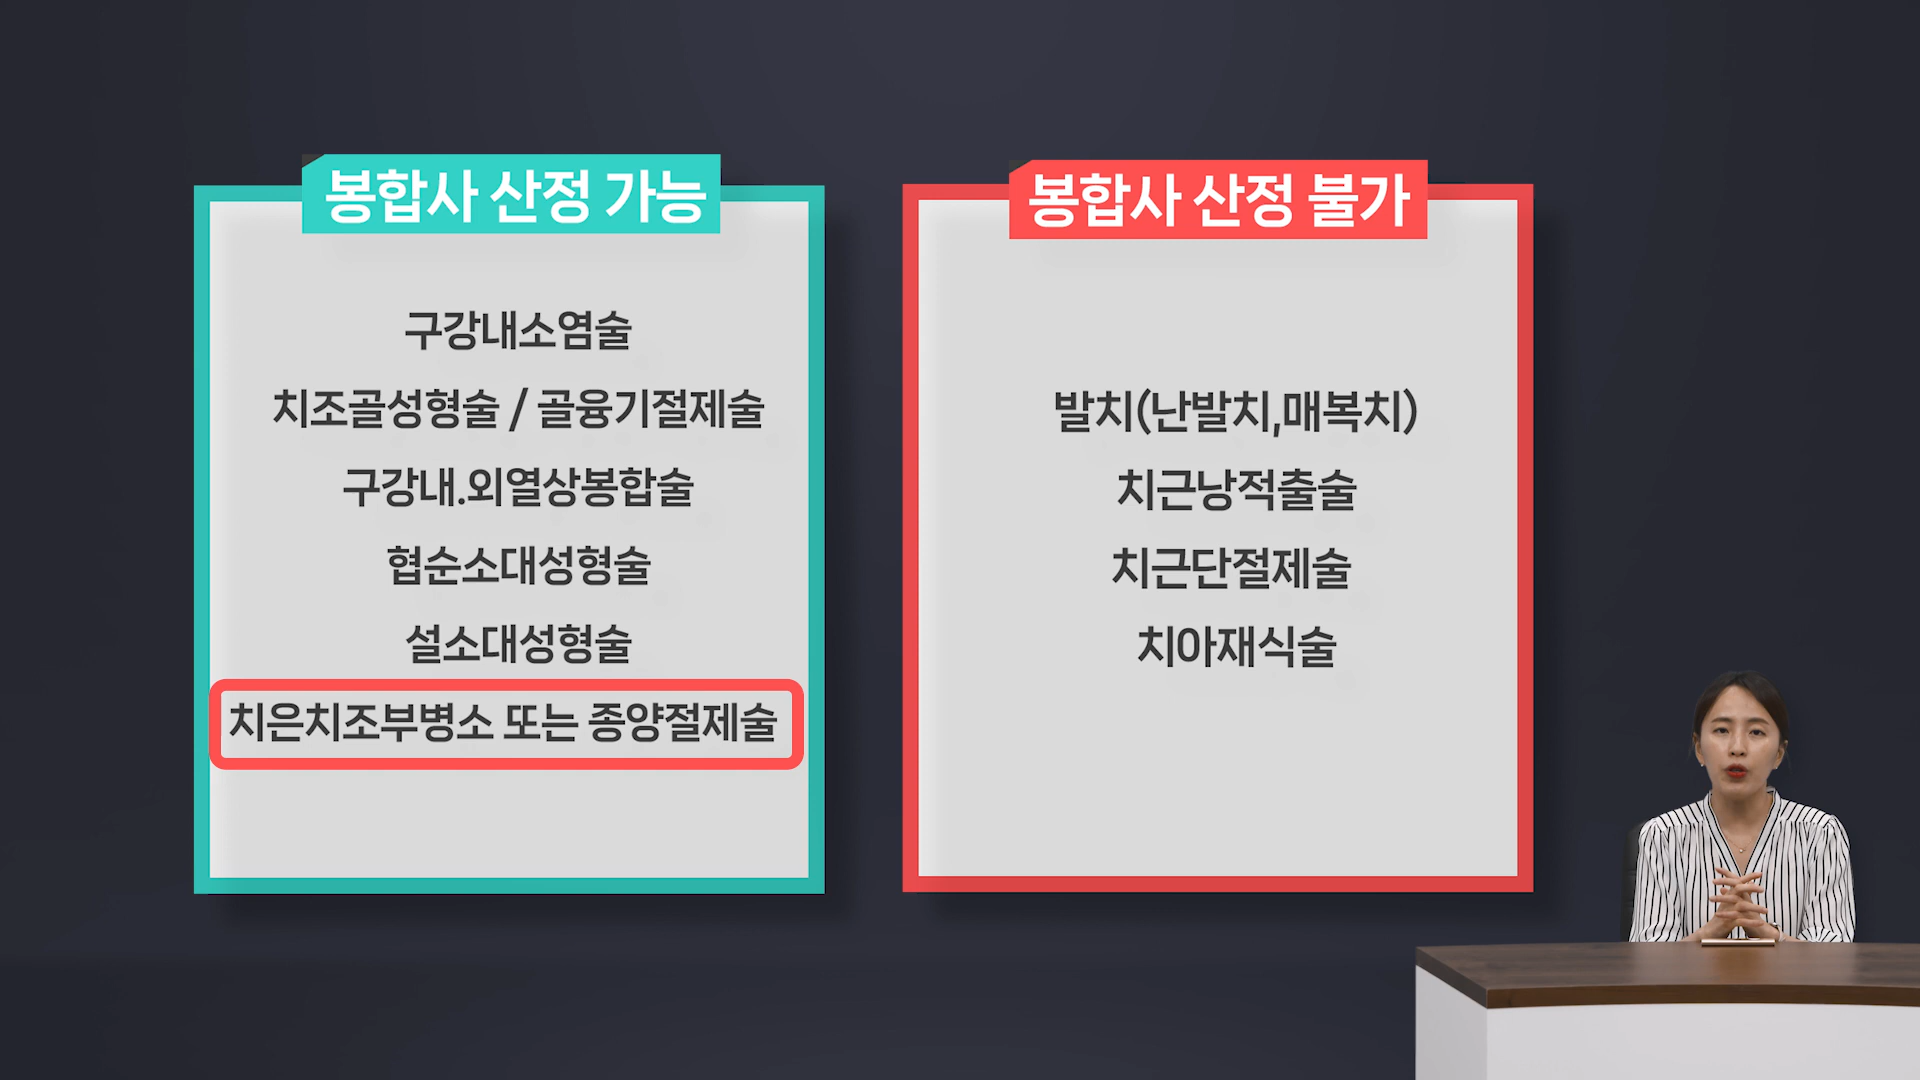 봉합사 산정 가능
구강내소염술
치조골성형술 / 골융기절제술
구강내.외열상봉합술
협순소대성형술
설소대성형술
치은치조부병소 또는 종양절제술
봉합사 산정 불가
발치(난발치,매복치)
치근낭적출술
치근단절제술
치아재식술